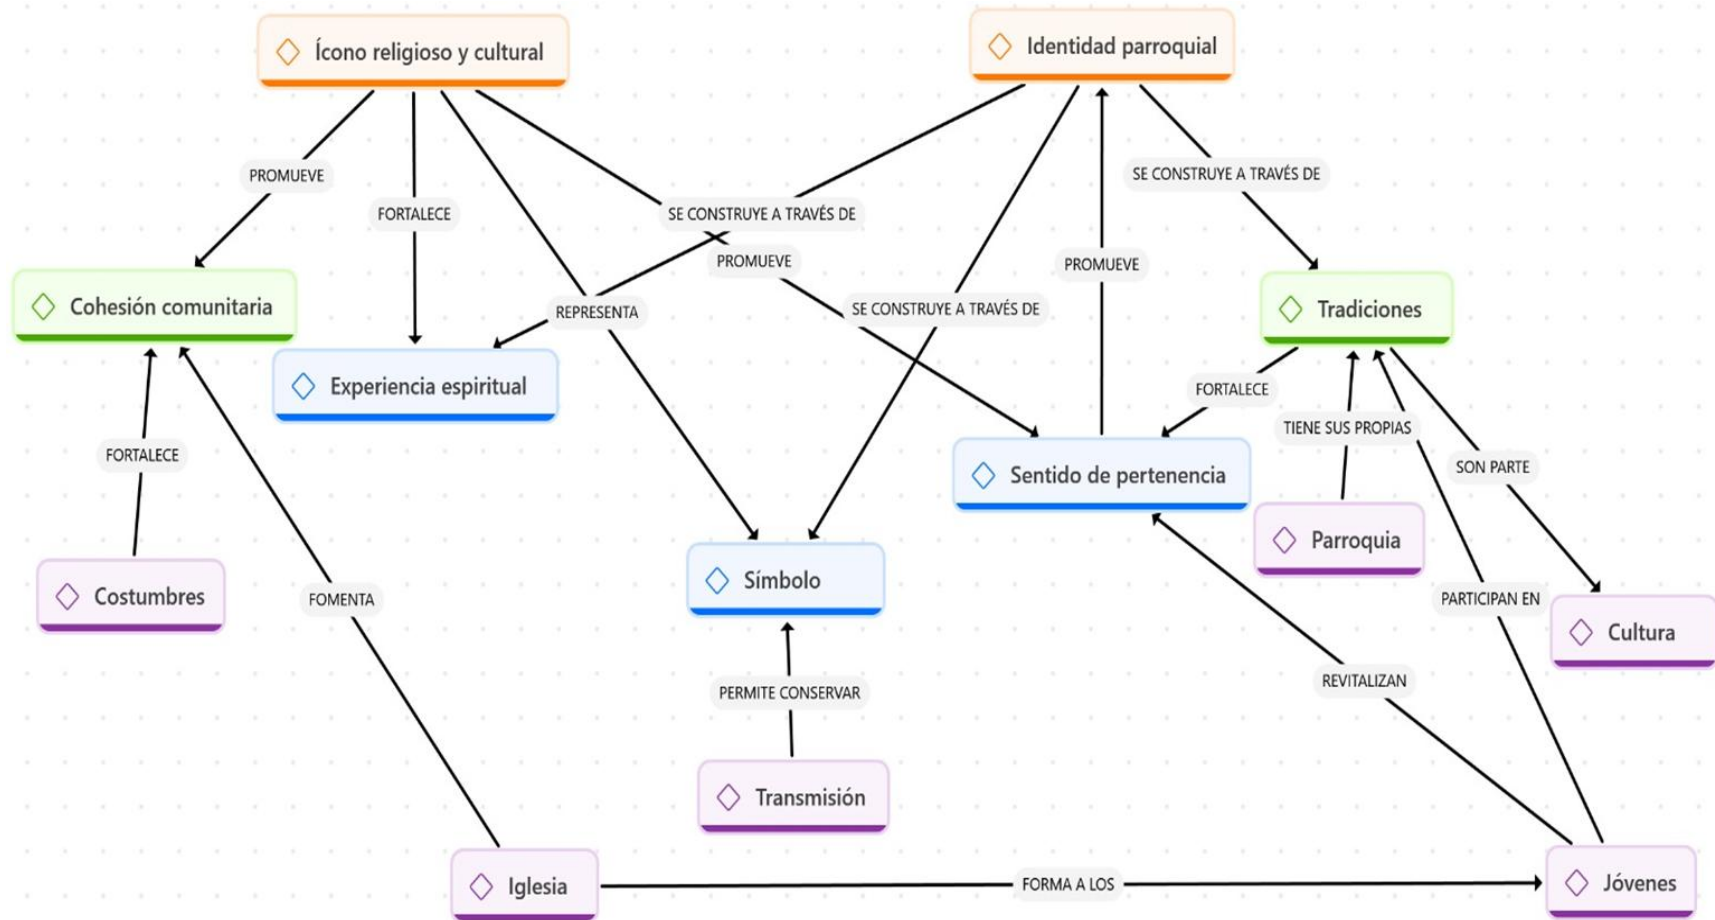 Ícono religioso y cultural
Identidad parroquial
PROMUEVE
FORTALECE
SE CONSTRUYE A TRAVÉS DE
SE CONSTRUYE A TRAVÉS DE
PROMUEVE
PROMUEVE
REPRESENTA
SE CONSTRUYE A TRAVÉS DE
Cohesión comunitaria
Tradiciones
Experiencia espiritual
FORTALECE
TIENE SUS PROPIAS
FORTALECE
SON PARTE
Sentido de pertenencia
Parroquia
Símbolo
Costumbres
FOMENTA
PARTICIPAN EN
Cultura
REVITALIZAN
PERMITE CONSERVAR
Transmisión
Iglesia
FORMA A LOS
Jóvenes